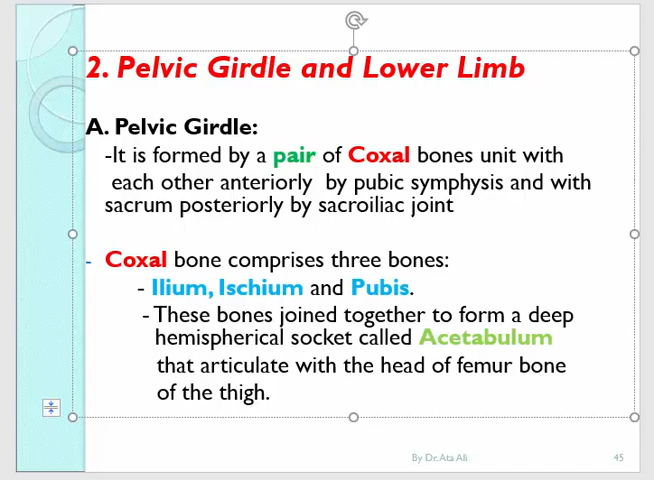 2. Pelvic Girdle and Lower Limb
A. Pelvic Girdle:
-It is formed by a pair of Coxal bones unit with
each other anteriorly by pubic symphysis and with
sacrum posteriorly by sacroiliac joint
- Coxal bone comprises three bones:
- Ilium, Ischium and Pubis.
- These bones joined together to form a deep
hemispherical socket called Acetabulum
that articulate with the head of femur bone
of the thigh.
By Dr.Ata Ali
45